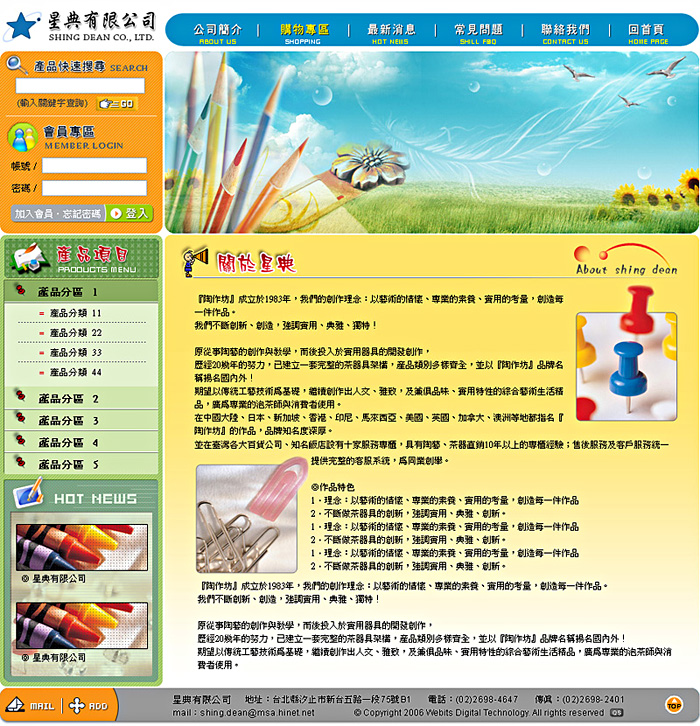 星典有限公司
SHING DEAN CO., LTD.
公司簡介
ABOUT US
購物專區
SHOPPING
最新消息
HOT NEWS
常見問題
SHILL FAQ
聯絡我們
CONTACT US
回首頁
HOME PAGE
產品快速搜尋 SEARCH
(輸入關鍵字查詢) GO
會員專區
MEMBER LOGIN
帳號 /
密碼 /
加入會員，忘記密碼 登入
產品項目
PRODUCTS MENU
產品分區 1
產品分類 11
產品分類 22
產品分類 33
產品分類 44
產品分區 2
產品分區 3
產品分區 4
產品分區 5
HOT NEWS
◎ 星典有限公司
◎ 星典有限公司
關於星典
About shing dean
『陶作坊』成立於1983年，我們的創作理念：以藝術的情懷、專業的素養、實用的考量，創造每
一件作品。
我們不斷創新、創造，強調實用、典雅、獨特！
原從事陶藝的創作與教學，而後投入於實用器具的開發創作，
歷經20幾年的努力，已建立一套完整的茶器具架構，產品類別多樣齊全，並以『陶作坊』品牌名
稱揚名國內外！
期望以傳統工藝技術為基礎，繼續創作出人文、雅致，及兼俱品味、實用特性的綜合藝術生活精
品，廣為專業的泡茶師與消費者使用。
在中國大陸、日本、新加坡、香港、印尼、馬來西亞、美國、英國、加拿大、澳洲等地都指名『
陶作坊』的作品，品牌知名度深厚。
並在臺灣各大百貨公司、知名飯店設有十家服務專櫃，具有陶藝、茶器直銷10年以上的專櫃經驗；售後服務及客戶服務統一
提供完整的客服系統，為同業創學。
◎作品特色
1．理念：以藝術的情懷、專業的素養、實用的考量，創造每一件作品
2．不斷做茶器具的創新，強調實用、典雅、創新。
1．理念：以藝術的情懷、專業的素養、實用的考量，創造每一件作品
2．不斷做茶器具的創新，強調實用、典雅、創新。
1．理念：以藝術的情懷、專業的素養、實用的考量，創造每一件作品
2．不斷做茶器具的創新，強調實用、典雅、創新。
『陶作坊』成立於1983年，我們的創作理念：以藝術的情懷、專業的素養、實用的考量，創造每一件作品。
我們不斷創新、創造，強調實用、典雅、獨特！
原從事陶藝的創作與教學，而後投入於實用器具的開發創作，
歷經20幾年的努力，已建立一套完整的茶器具架構，產品類別多樣齊全，並以『陶作坊』品牌名稱揚名國內外！
期望以傳統工藝技術為基礎，繼續創作出人文、雅致，及兼俱品味、實用特性的綜合藝術生活精品，廣為專業的泡茶師與消
費者使用。
MAIL ADD
星典有限公司 地址：台北縣汐止市新台五路一段75號B1 電話：(02)2698-4647 傳真：(02)2698-2401
mail：shing.dean@msa.hinet.net © Copyright 2006 Webits Digital Technology. All rights reserved
TOP